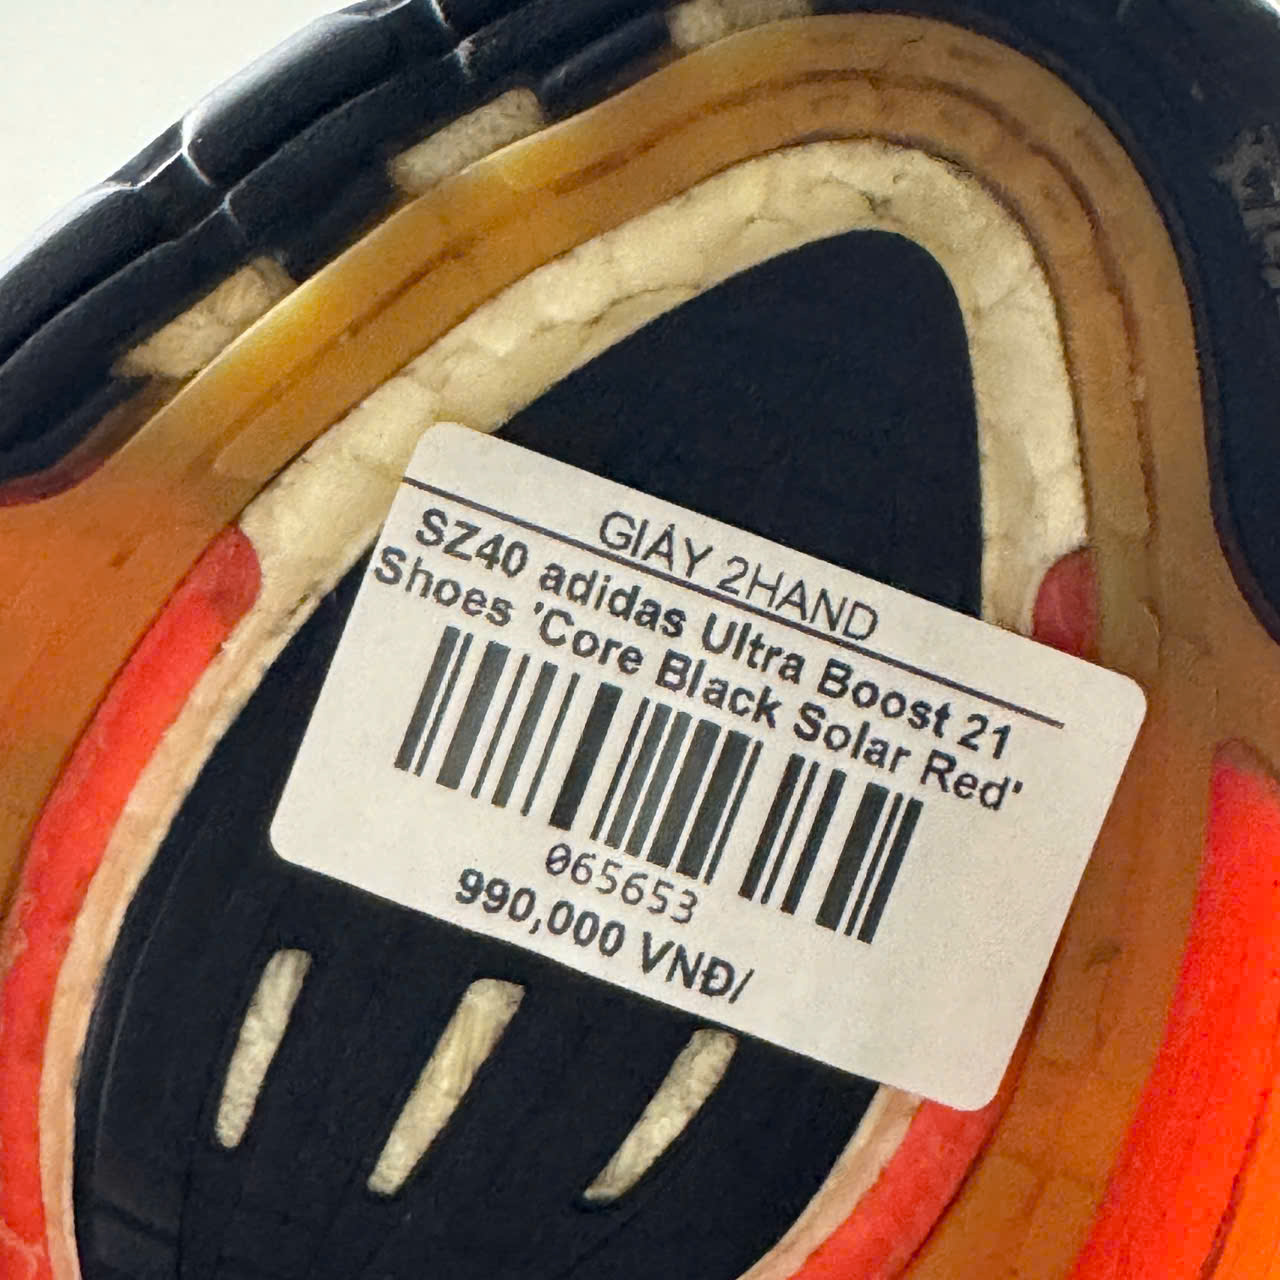 GIÀY 2HAND
SZ40 adidas Ultra Boost 21
Shoes 'Core Black Solar Red'
065653
990,000 VNĐ/